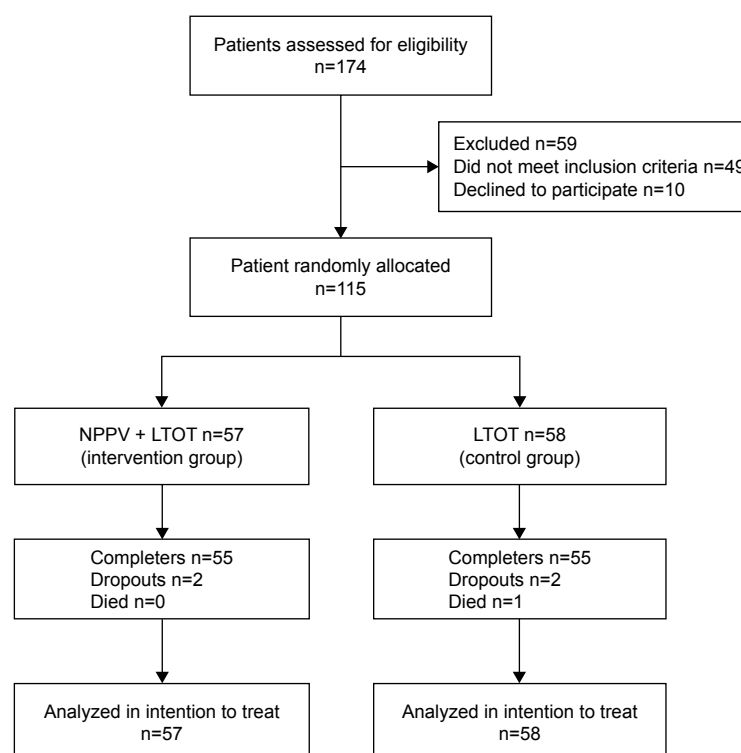 Patients assessed for eligibility
n=174
Excluded n=59
Did not meet inclusion criteria n=49
Declined to participate n=10
Patient randomly allocated
n=115
NPPV + LTOT n=57
(intervention group)
LTOT n=58
(control group)
Completers n=55
Dropouts n=2
Died n=0
Completers n=55
Dropouts n=2
Died n=1
Analyzed in intention to treat
n=57
Analyzed in intention to treat
n=58